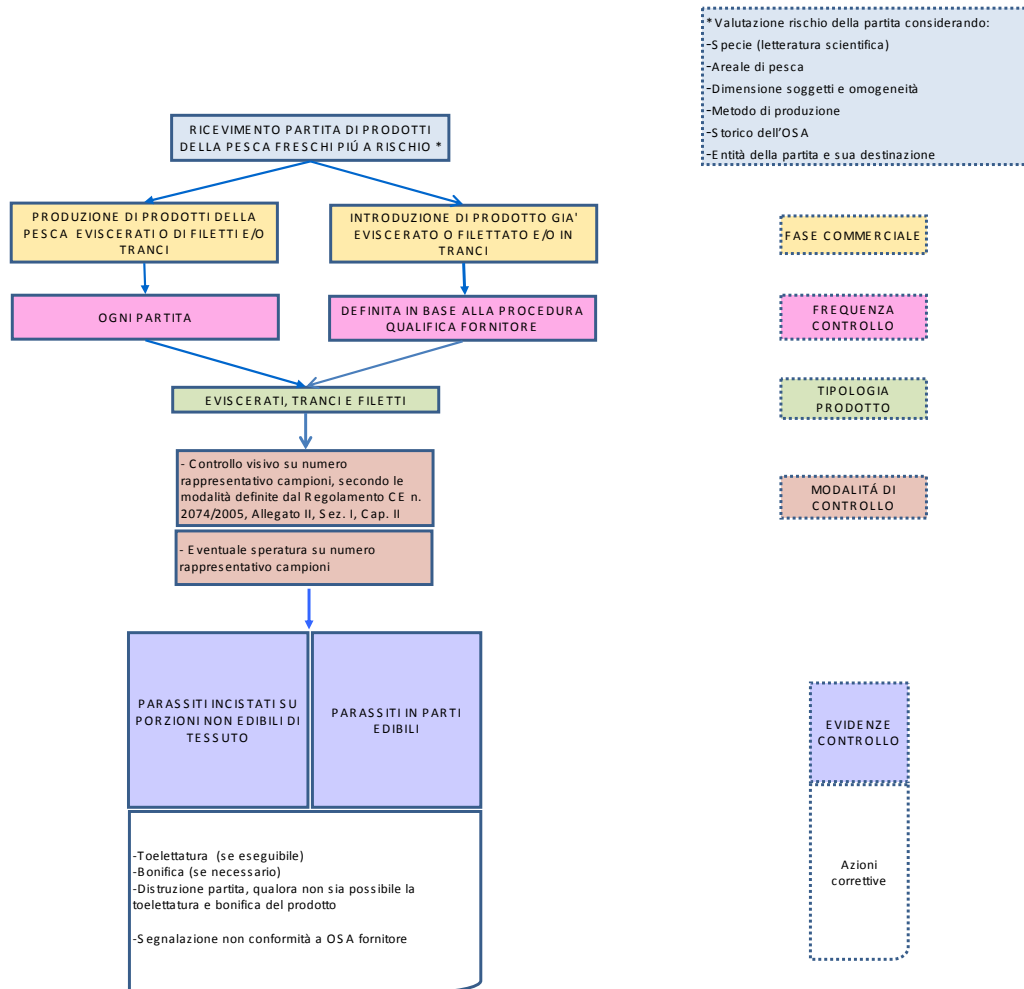 * Valutazione rischio della partita considerando:
-Specie (letteratura scientifica)
-Areale di pesca
-Dimensione soggetti e omogeneità
-Metodo di produzione
-Storico dell'OSA
-Entità della partita e sua destinazione
RICEVIMENTO PARTITA DI PRODOTTI
DELLA PESCA FRESCHI PIÚ A RISCHIO *
PRODUZIONE DI PRODOTTI DELLA
PESCA EVISCERATI O DI FILETTI E/O
TRANCI
INTRODUZIONE DI PRODOTTO GIA'
EVISCERATO O FILETTATO E/O IN
TRANCI
FASE COMMERCIALE
OGNI PARTITA
DEFINITA IN BASE ALLA PROCEDURA
QUALIFICA FORNITORE
FREQUENZA
CONTROLLO
EVISCERATI, TRANCI E FILETTI
TIPOLOGIA
PRODOTTO
- Controllo visivo su numero
rappresentativo campioni, secondo le
modalità definite dal Regolamento CE n.
2074/2005, Allegato II, Sez. I, Cap. II
- Eventuale speratura su numero
rappresentativo campioni
MODALITÁ DI
CONTROLLO
PARASSITI INCISTATI SU
PORZIONI NON EDIBILI DI
TESSUTO
PARASSITI IN PARTI
EDIBILI
EVIDENZE
CONTROLLO
-Toelettatura (se eseguibile)
-Bonifica (se necessario)
-Distruzione partita, qualora non sia possibile la
toelettatura e bonifica del prodotto
-Segnalazione non conformità a OSA fornitore
Azioni
correttive